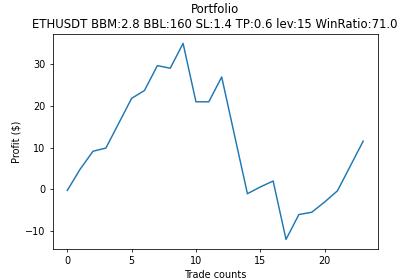 Portfolio
ETHUSDT BBM:2.8 BBL:160 SL:1.4 TP:0.6 lev:15 WinRatio:71.0
Profit ($)
30
20
10
0
−10
0 5 10 15 20
Trade counts